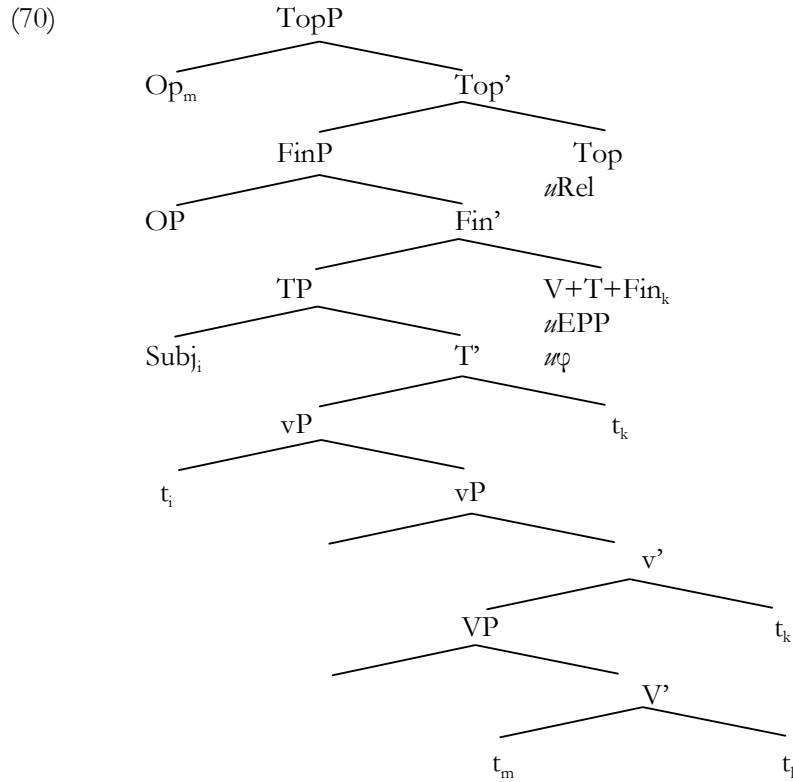 (70) TopP
Opₘ Top’
FinP Top
uRel
OP Fin’
TP V+T+Finₖ
uEPP
Subjᵢ T’ uφ
vP tₖ
tᵢ vP
v’
VP tₖ
V’
tₘ